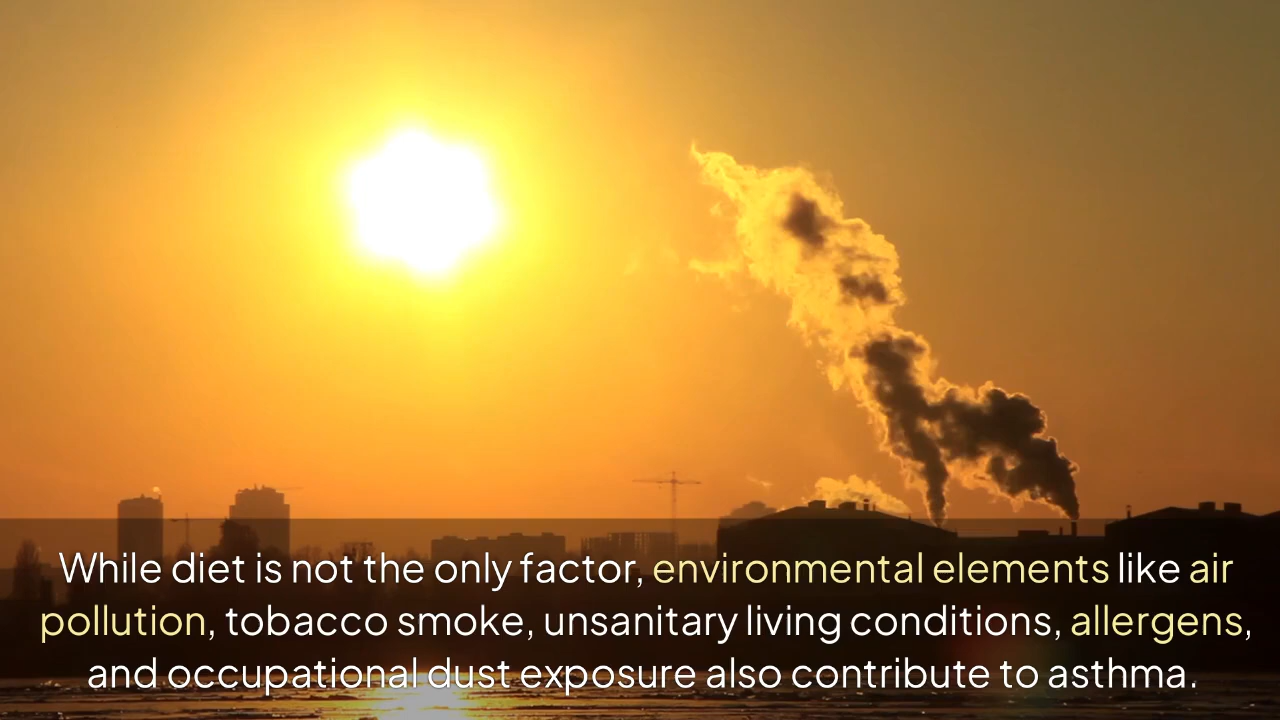 While diet is not the only factor, environmental elements like air
pollution, tobacco smoke, unsanitary living conditions, allergens,
and occupational dust exposure also contribute to asthma.